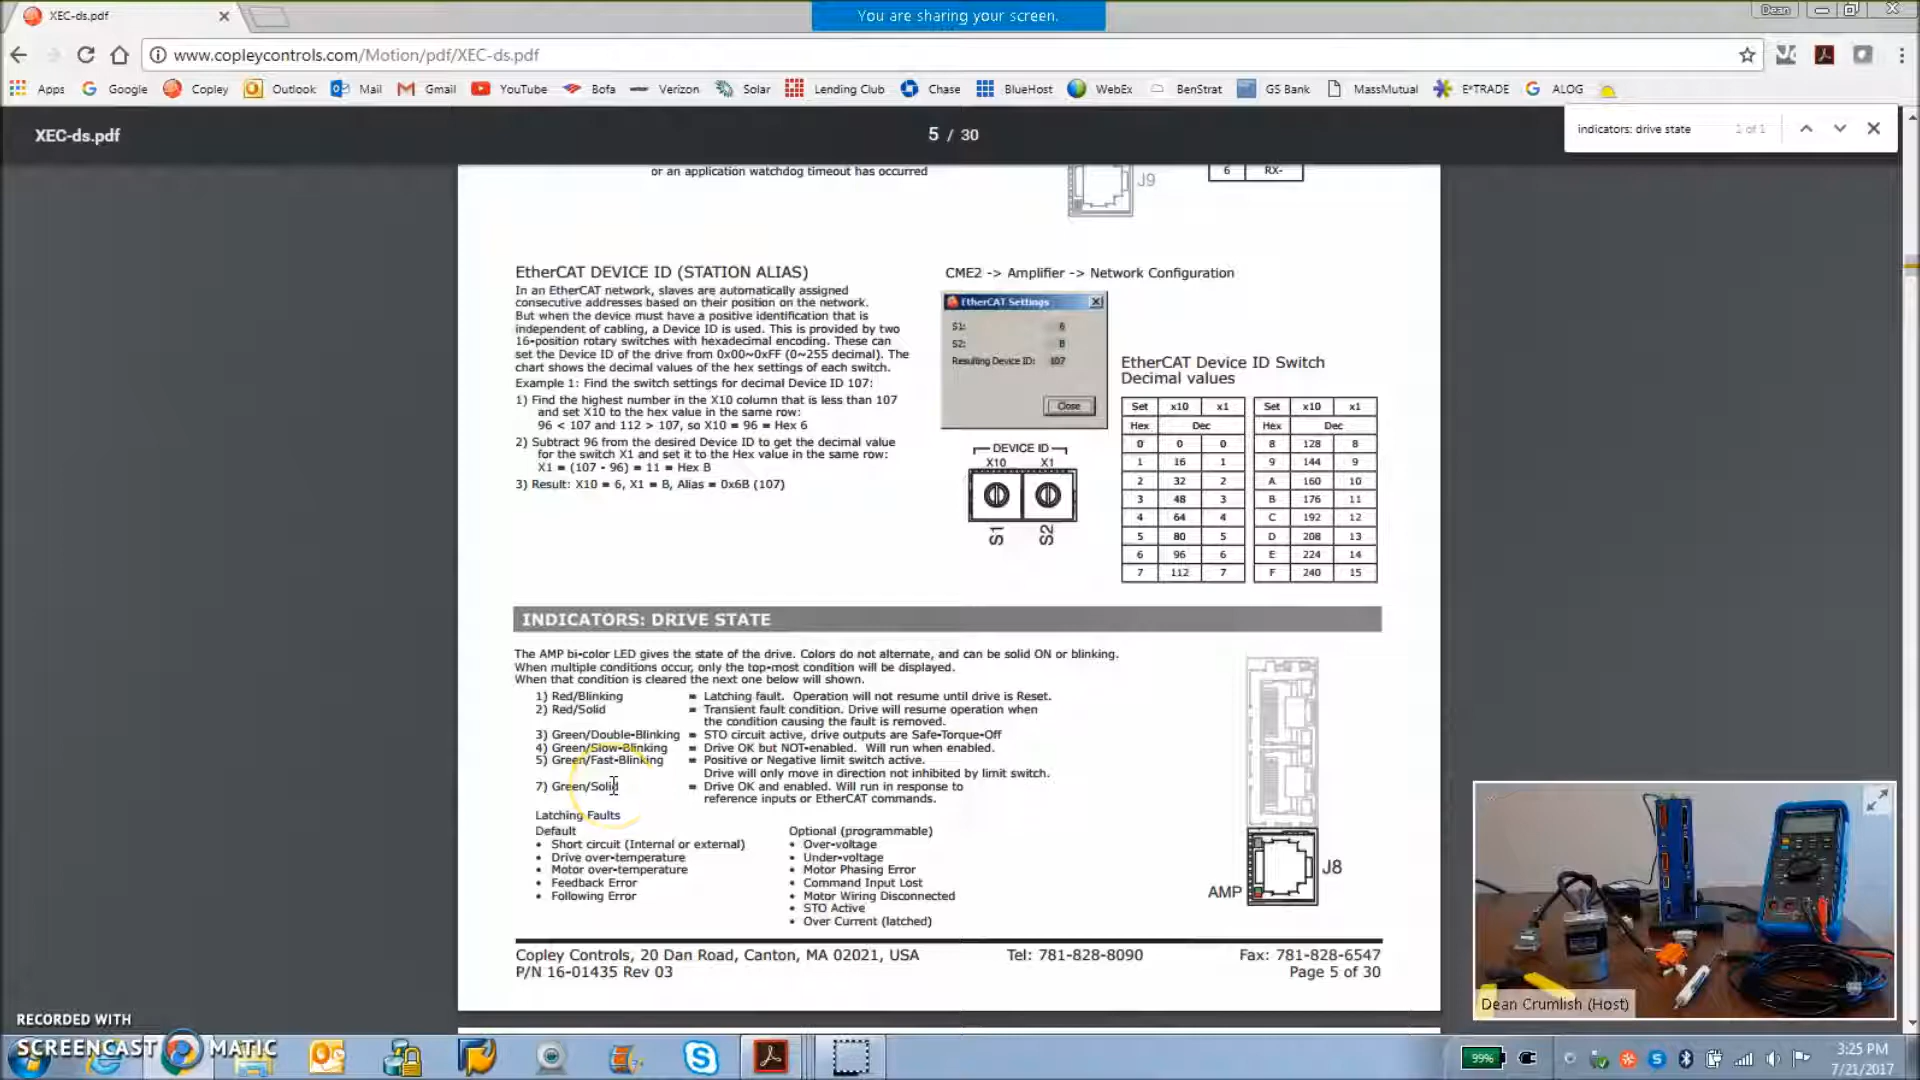 XEC-ds.pdf
You are sharing your screen.
Dean
www.copleycontrols.com/Motion/pdf/XEC-ds.pdf
Apps Google Copley Outlook Mail Gmail YouTube Bofa Verizon Solar Lending Club Chase BlueHost WebEx BenStrat GS Bank MassMutual E*TRADE ALOG
XEC-ds.pdf
5 / 30
indicators: drive state 1 of 1
or an application watchdog timeout has occurred
J9
6 RX-
EtherCAT DEVICE ID (STATION ALIAS)
In an EtherCAT network, slaves are automatically assigned
consecutive addresses based on their position on the network.
But when the device must have a positive identification that is
independent of cabling, a Device ID is used. This is provided by two
16-position rotary switches with hexadecimal encoding. These can
set the Device ID of the drive from 0x00~0xFF (0~255 decimal). The
chart shows the decimal values of the hex settings of each switch.
Example 1: Find the switch settings for decimal Device ID 107:
1) Find the highest number in the X10 column that is less than 107
and set X10 to the hex value in the same row:
96 < 107 and 112 > 107, so X10 = 96 = Hex 6
2) Subtract 96 from the desired Device ID to get the decimal value
for the switch X1 and set it to the Hex value in the same row:
X1 = (107 - 96) = 11 = Hex B
3) Result: X10 = 6, X1 = B, Alias = 0x6B (107)
CME2 -> Amplifier -> Network Configuration
EtherCAT Settings
S1: 6
S2: B
Resulting Device ID: 107
Close
DEVICE ID
X10 X1
S1 S2
EtherCAT Device ID Switch
Decimal values
Set x10 x1 Set x10 x1
Hex Dec Hex Dec
0 0 0 8 128 8
1 16 1 9 144 9
2 32 2 A 160 10
3 48 3 B 176 11
4 64 4 C 192 12
5 80 5 D 208 13
6 96 6 E 224 14
7 112 7 F 240 15
INDICATORS: DRIVE STATE
The AMP bi-color LED gives the state of the drive. Colors do not alternate, and can be solid ON or blinking.
When multiple conditions occur, only the top-most condition will be displayed.
When that condition is cleared the next one below will shown.
1) Red/Blinking = Latching fault. Operation will not resume until drive is Reset.
2) Red/Solid = Transient fault condition. Drive will resume operation when
the condition causing the fault is removed.
3) Green/Double-Blinking = STO circuit active, drive outputs are Safe-Torque-Off
4) Green/Slow-Blinking = Drive OK but NOT-enabled. Will run when enabled.
5) Green/Fast-Blinking = Positive or Negative limit switch active.
Drive will only move in direction not inhibited by limit switch.
7) Green/Solid = Drive OK and enabled. Will run in response to
reference inputs or EtherCAT commands.
Latching Faults
Default
• Short circuit (Internal or external)
• Drive over-temperature
• Motor over-temperature
• Feedback Error
• Following Error
Optional (programmable)
• Over-voltage
• Under-voltage
• Motor Phasing Error
• Command Input Lost
• Motor Wiring Disconnected
• STO Active
• Over Current (latched)
AMP
J8
Copley Controls, 20 Dan Road, Canton, MA 02021, USA Tel: 781-828-8090 Fax: 781-828-6547
P/N 16-01435 Rev 03 Page 5 of 30
Dean Crumlish (Host)
RECORDED WITH
SCREENCAST MATIC
99%
3:25 PM
7/21/2017